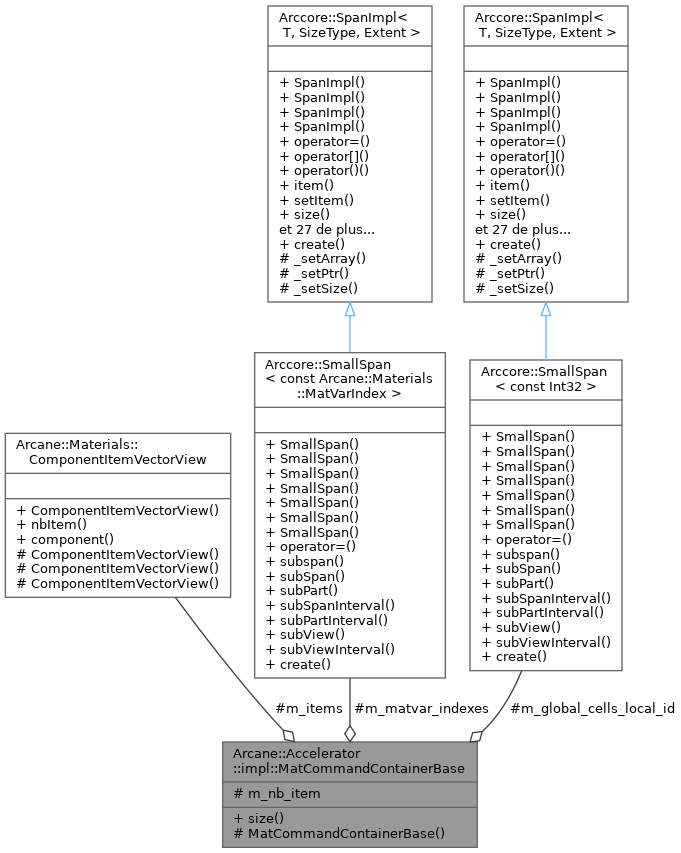 Arccore::SpanImpl<
T, SizeType, Extent >
+ SpanImpl()
+ SpanImpl()
+ SpanImpl()
+ SpanImpl()
+ operator=()
+ operator[]()
+ operator()()
+ item()
+ setItem()
+ size()
et 27 de plus...
+ create()
# _setArray()
# _setPtr()
# _setSize()
Arccore::SpanImpl<
T, SizeType, Extent >
+ SpanImpl()
+ SpanImpl()
+ SpanImpl()
+ SpanImpl()
+ operator=()
+ operator[]()
+ operator()()
+ item()
+ setItem()
+ size()
et 27 de plus...
+ create()
# _setArray()
# _setPtr()
# _setSize()
Arcane::Materials::
ComponentItemVectorView
+ ComponentItemVectorView()
+ nbItem()
+ component()
# ComponentItemVectorView()
# ComponentItemVectorView()
# ComponentItemVectorView()
Arccore::SmallSpan
< const Arcane::Materials
::MatVarIndex >
+ SmallSpan()
+ SmallSpan()
+ SmallSpan()
+ SmallSpan()
+ SmallSpan()
+ SmallSpan()
+ SmallSpan()
+ operator=()
+ subspan()
+ subSpan()
+ subPart()
+ subSpanInterval()
+ subPartInterval()
+ subView()
+ subViewInterval()
+ create()
Arccore::SmallSpan
< const Int32 >
+ SmallSpan()
+ SmallSpan()
+ SmallSpan()
+ SmallSpan()
+ SmallSpan()
+ SmallSpan()
+ SmallSpan()
+ operator=()
+ subspan()
+ subSpan()
+ subPart()
+ subSpanInterval()
+ subPartInterval()
+ subView()
+ subViewInterval()
+ create()
#m_items
#m_matvar_indexes
#m_global_cells_local_id
Arcane::Accelerator
::impl::MatCommandContainerBase
# m_nb_item
+ size()
# MatCommandContainerBase()